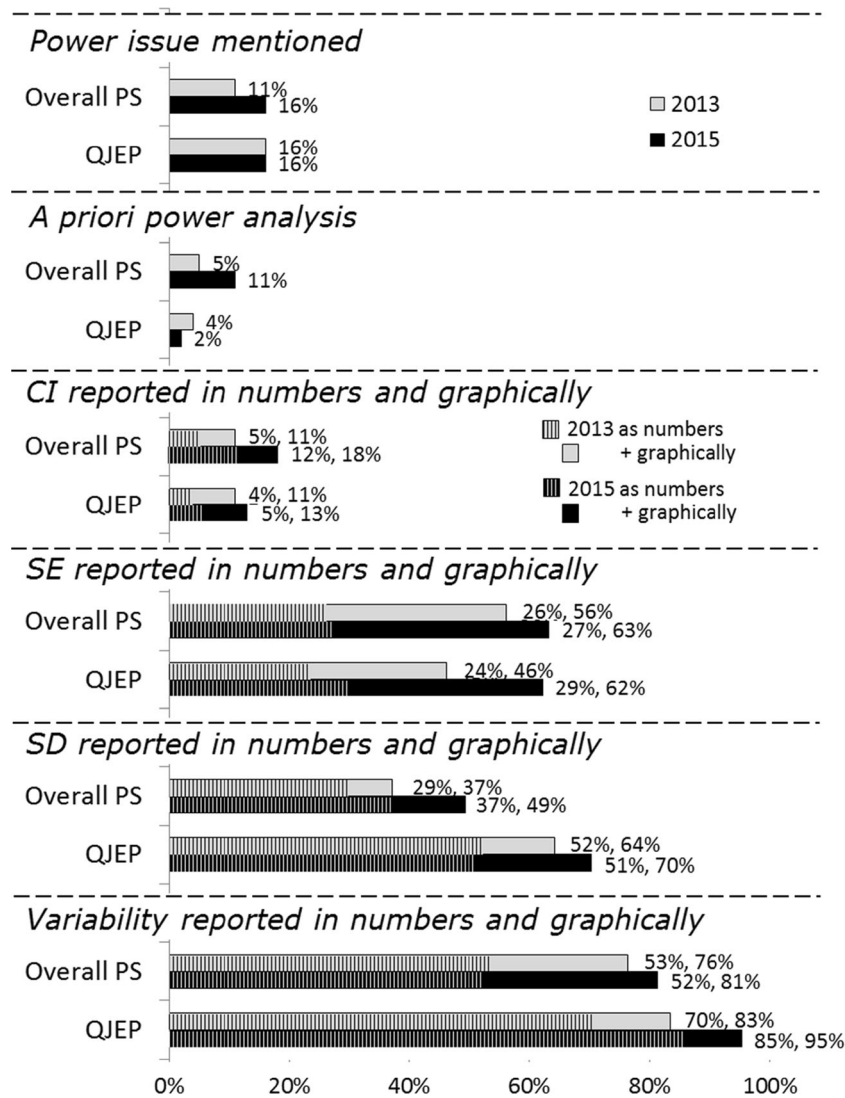 Power issue mentioned
Overall PS
11%
16%
2013
2015
QJEP
16%
16%
A priori power analysis
Overall PS
5%
11%
QJEP
4%
2%
CI reported in numbers and graphically
Overall PS
5%, 11%
12%, 18%
2013 as numbers
+ graphically
2015 as numbers
+ graphically
QJEP
4%, 11%
5%, 13%
SE reported in numbers and graphically
Overall PS
26%, 56%
27%, 63%
QJEP
24%, 46%
29%, 62%
SD reported in numbers and graphically
Overall PS
29%, 37%
37%, 49%
QJEP
52%, 64%
51%, 70%
Variability reported in numbers and graphically
Overall PS
53%, 76%
52%, 81%
QJEP
70%, 83%
85%, 95%
0% 20% 40% 60% 80% 100%